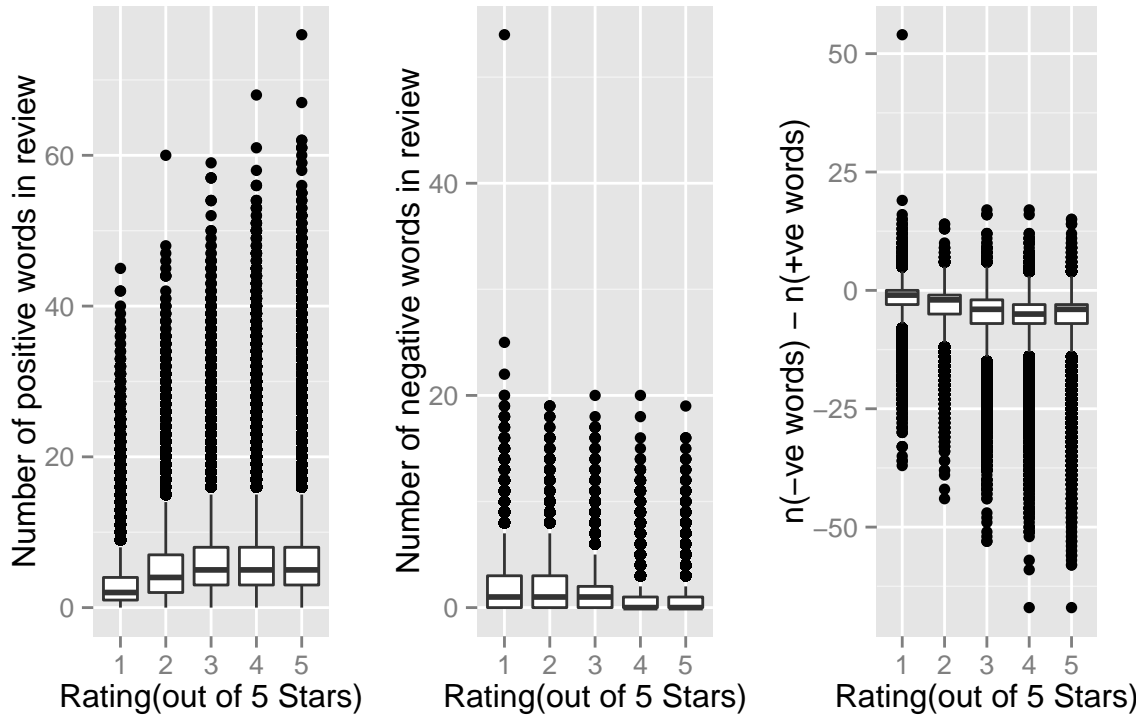 Number of positive words in review
60
40
20
0
1 2 3 4 5
Rating(out of 5 Stars)
Number of negative words in review
40
20
0
1 2 3 4 5
Rating(out of 5 Stars)
n(−ve words) − n(+ve words)
50
25
0
−25
−50
1 2 3 4 5
Rating(out of 5 Stars)